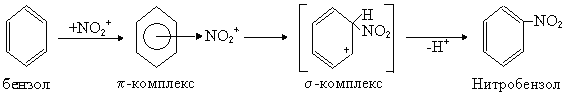 +NO₂⁺
NO₂⁺
H
NO₂
+
-H⁺
NO₂
бензол
π-комплекс
σ-комплекс
Нитробензол